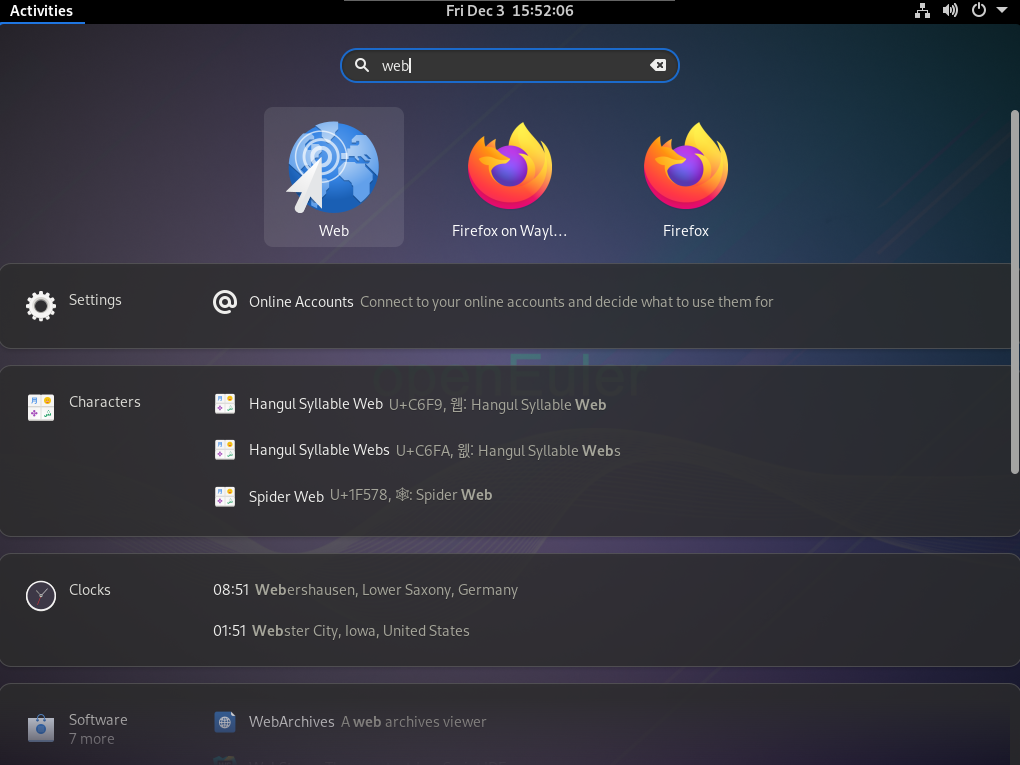 Activities
Fri Dec 3 15:52:06
web
Web
Firefox on Wayl…
Firefox
Settings
Online Accounts Connect to your online accounts and decide what to use them for
openEuler
Characters
Hangul Syllable Web U+C6F9, 웹: Hangul Syllable Web
Hangul Syllable Webs U+C6FA, 웺: Hangul Syllable Webs
Spider Web U+1F578, 🕸: Spider Web
Clocks
08:51 Webershausen, Lower Saxony, Germany
01:51 Webster City, Iowa, United States
Software
7 more
WebArchives A web archives viewer